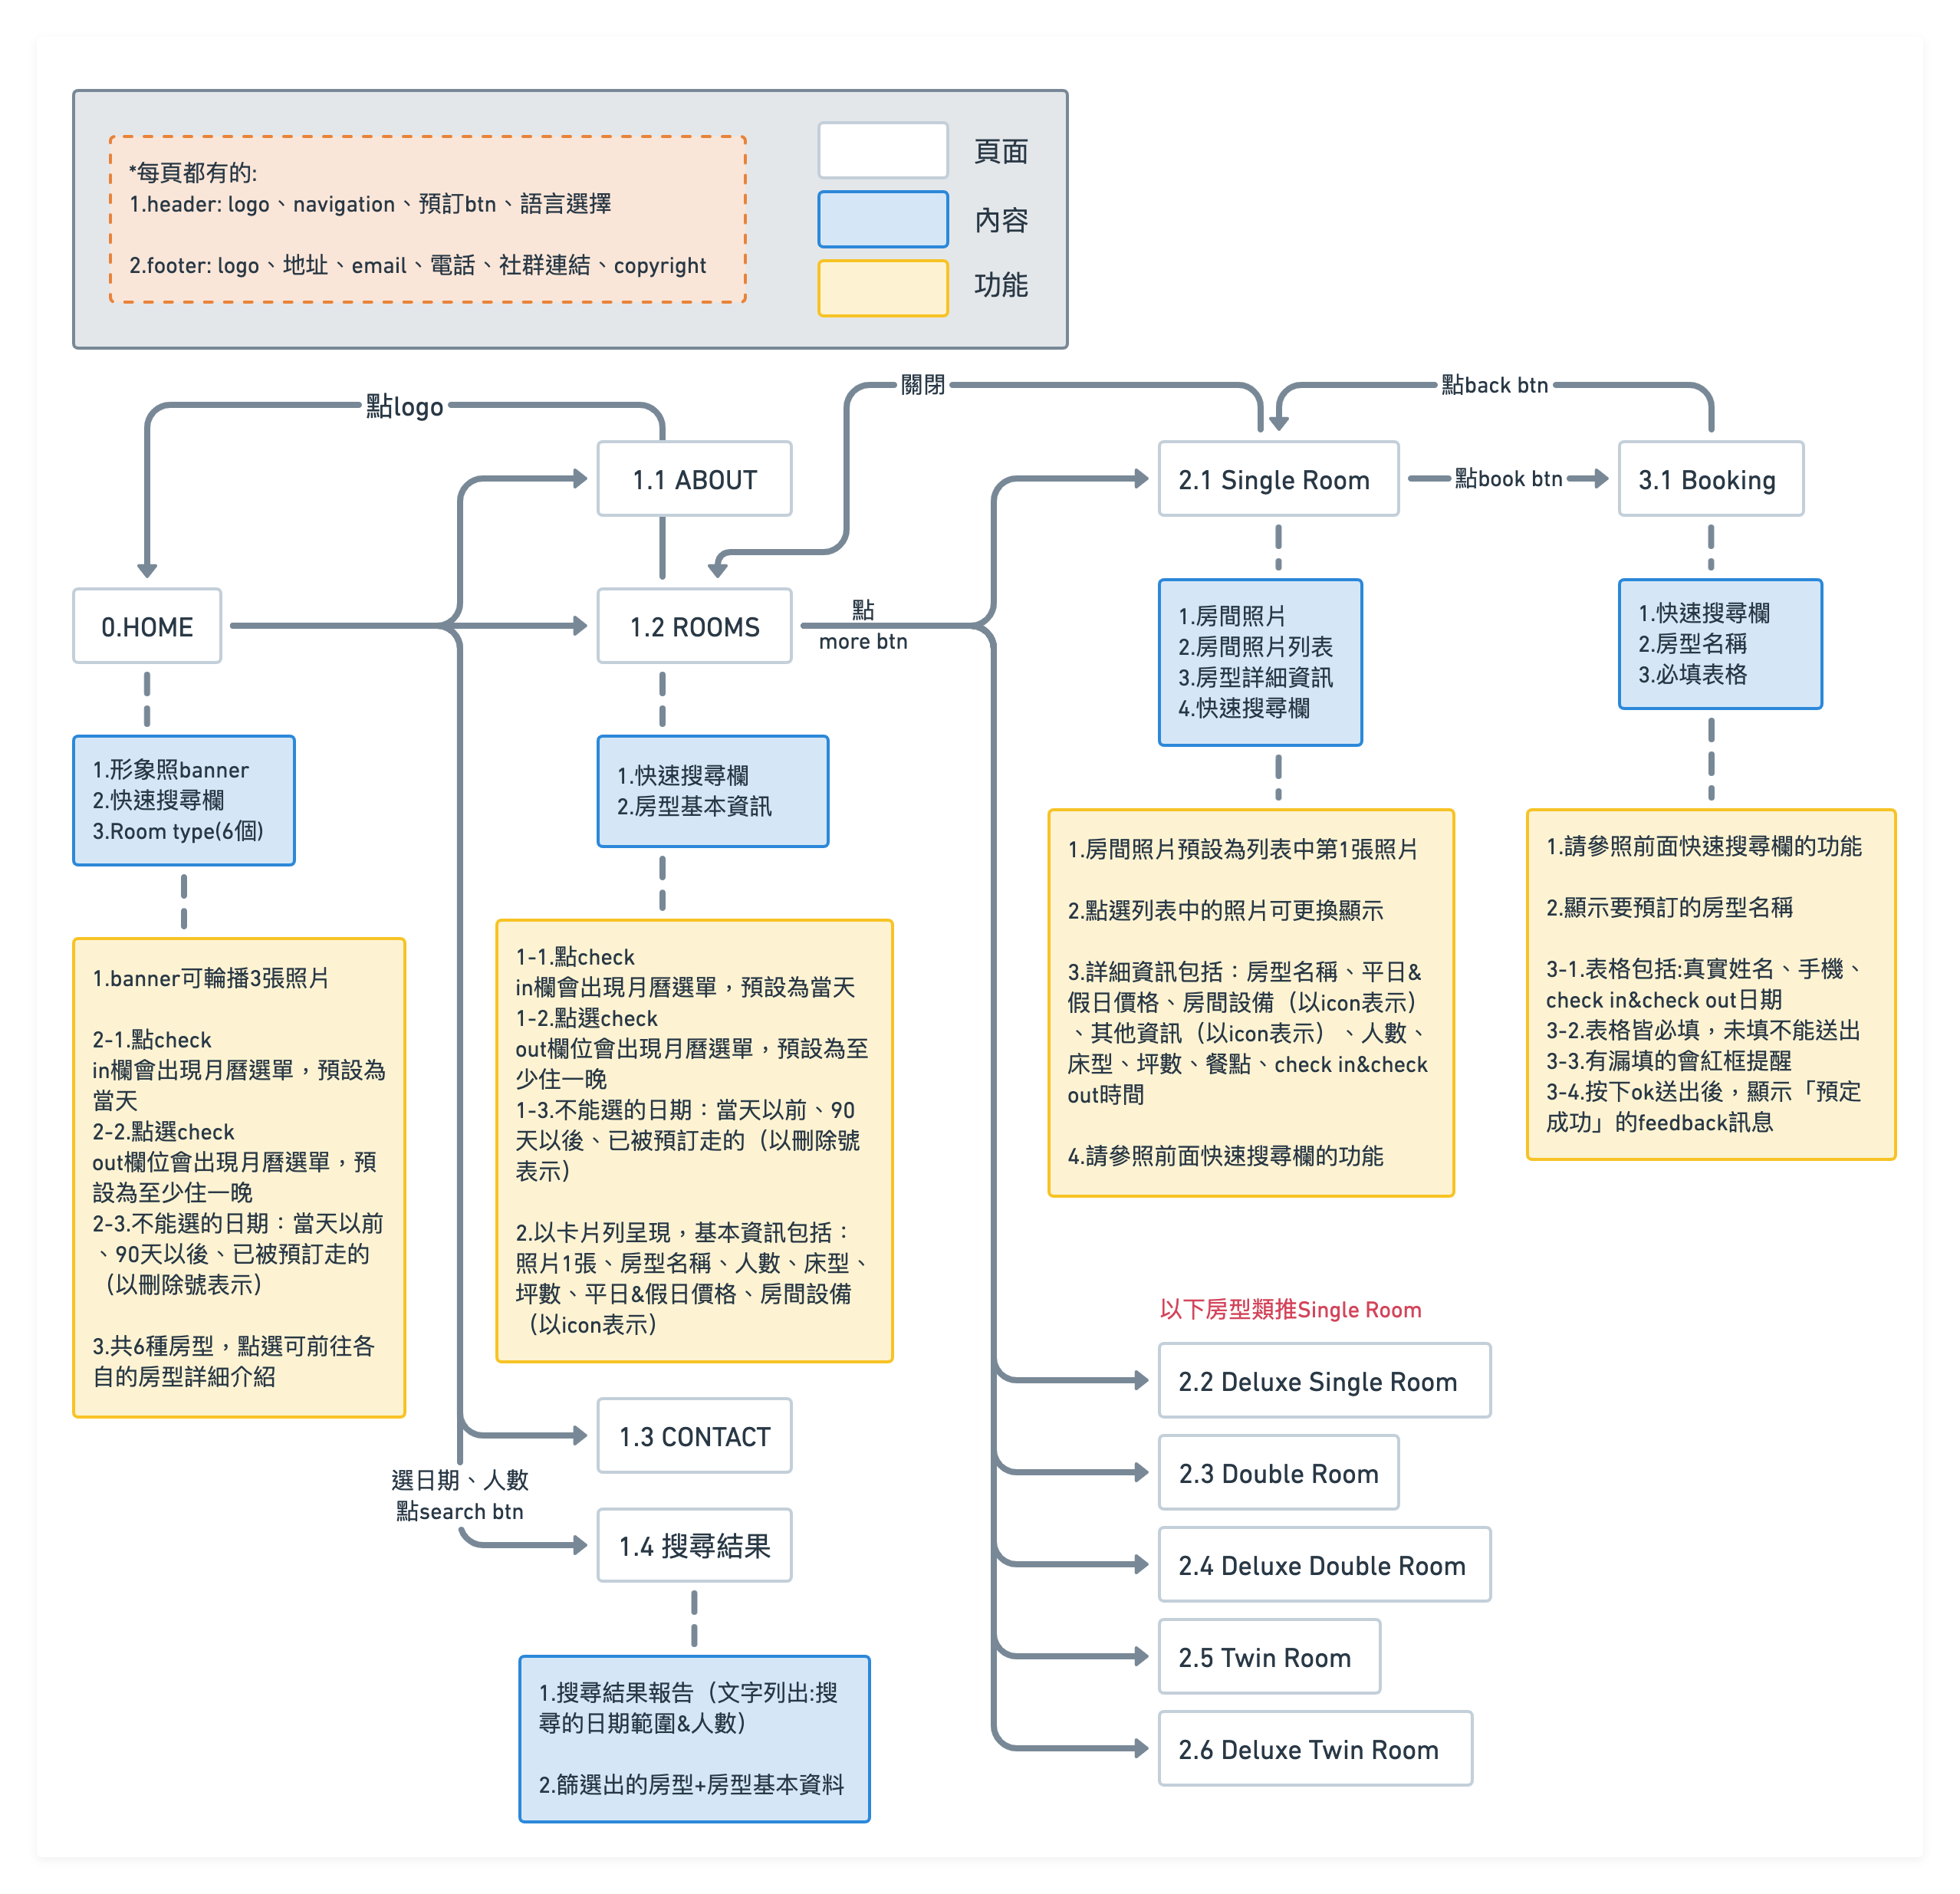 *每頁都有的:
1.header: logo、navigation、預訂btn、語言選擇
2.footer: logo、地址、email、電話、社群連結、copyright
頁面
內容
功能
點logo
關閉
點back btn
1.1 ABOUT
2.1 Single Room
點book btn
3.1 Booking
0.HOME
1.2 ROOMS
點
more btn
1.形象照banner
2.快速搜尋欄
3.Room type(6個)
1.banner可輪播3張照片
2-1.點check
in欄會出現月曆選單，預設為
當天
2-2.點選check
out欄位會出現月曆選單，預
設為至少住一晚
2-3.不能選的日期：當天以前
、90天以後、已被預訂走的
（以刪除號表示）
3.共6種房型，點選可前往各
自的房型詳細介紹
1.快速搜尋欄
2.房型基本資訊
1-1.點check
in欄會出現月曆選單，預設為當天
1-2.點選check
out欄位會出現月曆選單，預設為至
少住一晚
1-3.不能選的日期：當天以前、90
天以後、已被預訂走的（以刪除號
表示）
2.以卡片列呈現，基本資訊包括：
照片1張、房型名稱、人數、床型、
坪數、平日&假日價格、房間設備
（以icon表示）
1.3 CONTACT
選日期、人數
點search btn
1.4 搜尋結果
1.搜尋結果報告（文字列出:搜
尋的日期範圍&人數）
2.篩選出的房型+房型基本資料
1.房間照片
2.房間照片列表
3.房型詳細資訊
4.快速搜尋欄
1.房間照片預設為列表中第1張照片
2.點選列表中的照片可更換顯示
3.詳細資訊包括：房型名稱、平日&
假日價格、房間設備（以icon表示）
、其他資訊（以icon表示）、人數、
床型、坪數、餐點、check in&check
out時間
4.請參照前面快速搜尋欄的功能
1.快速搜尋欄
2.房型名稱
3.必填表格
1.請參照前面快速搜尋欄的功能
2.顯示要預訂的房型名稱
3-1.表格包括:真實姓名、手機、
check in&check out日期
3-2.表格皆必填，未填不能送出
3-3.有漏填的會紅框提醒
3-4.按下ok送出後，顯示「預定
成功」的feedback訊息
以下房型類推Single Room
2.2 Deluxe Single Room
2.3 Double Room
2.4 Deluxe Double Room
2.5 Twin Room
2.6 Deluxe Twin Room